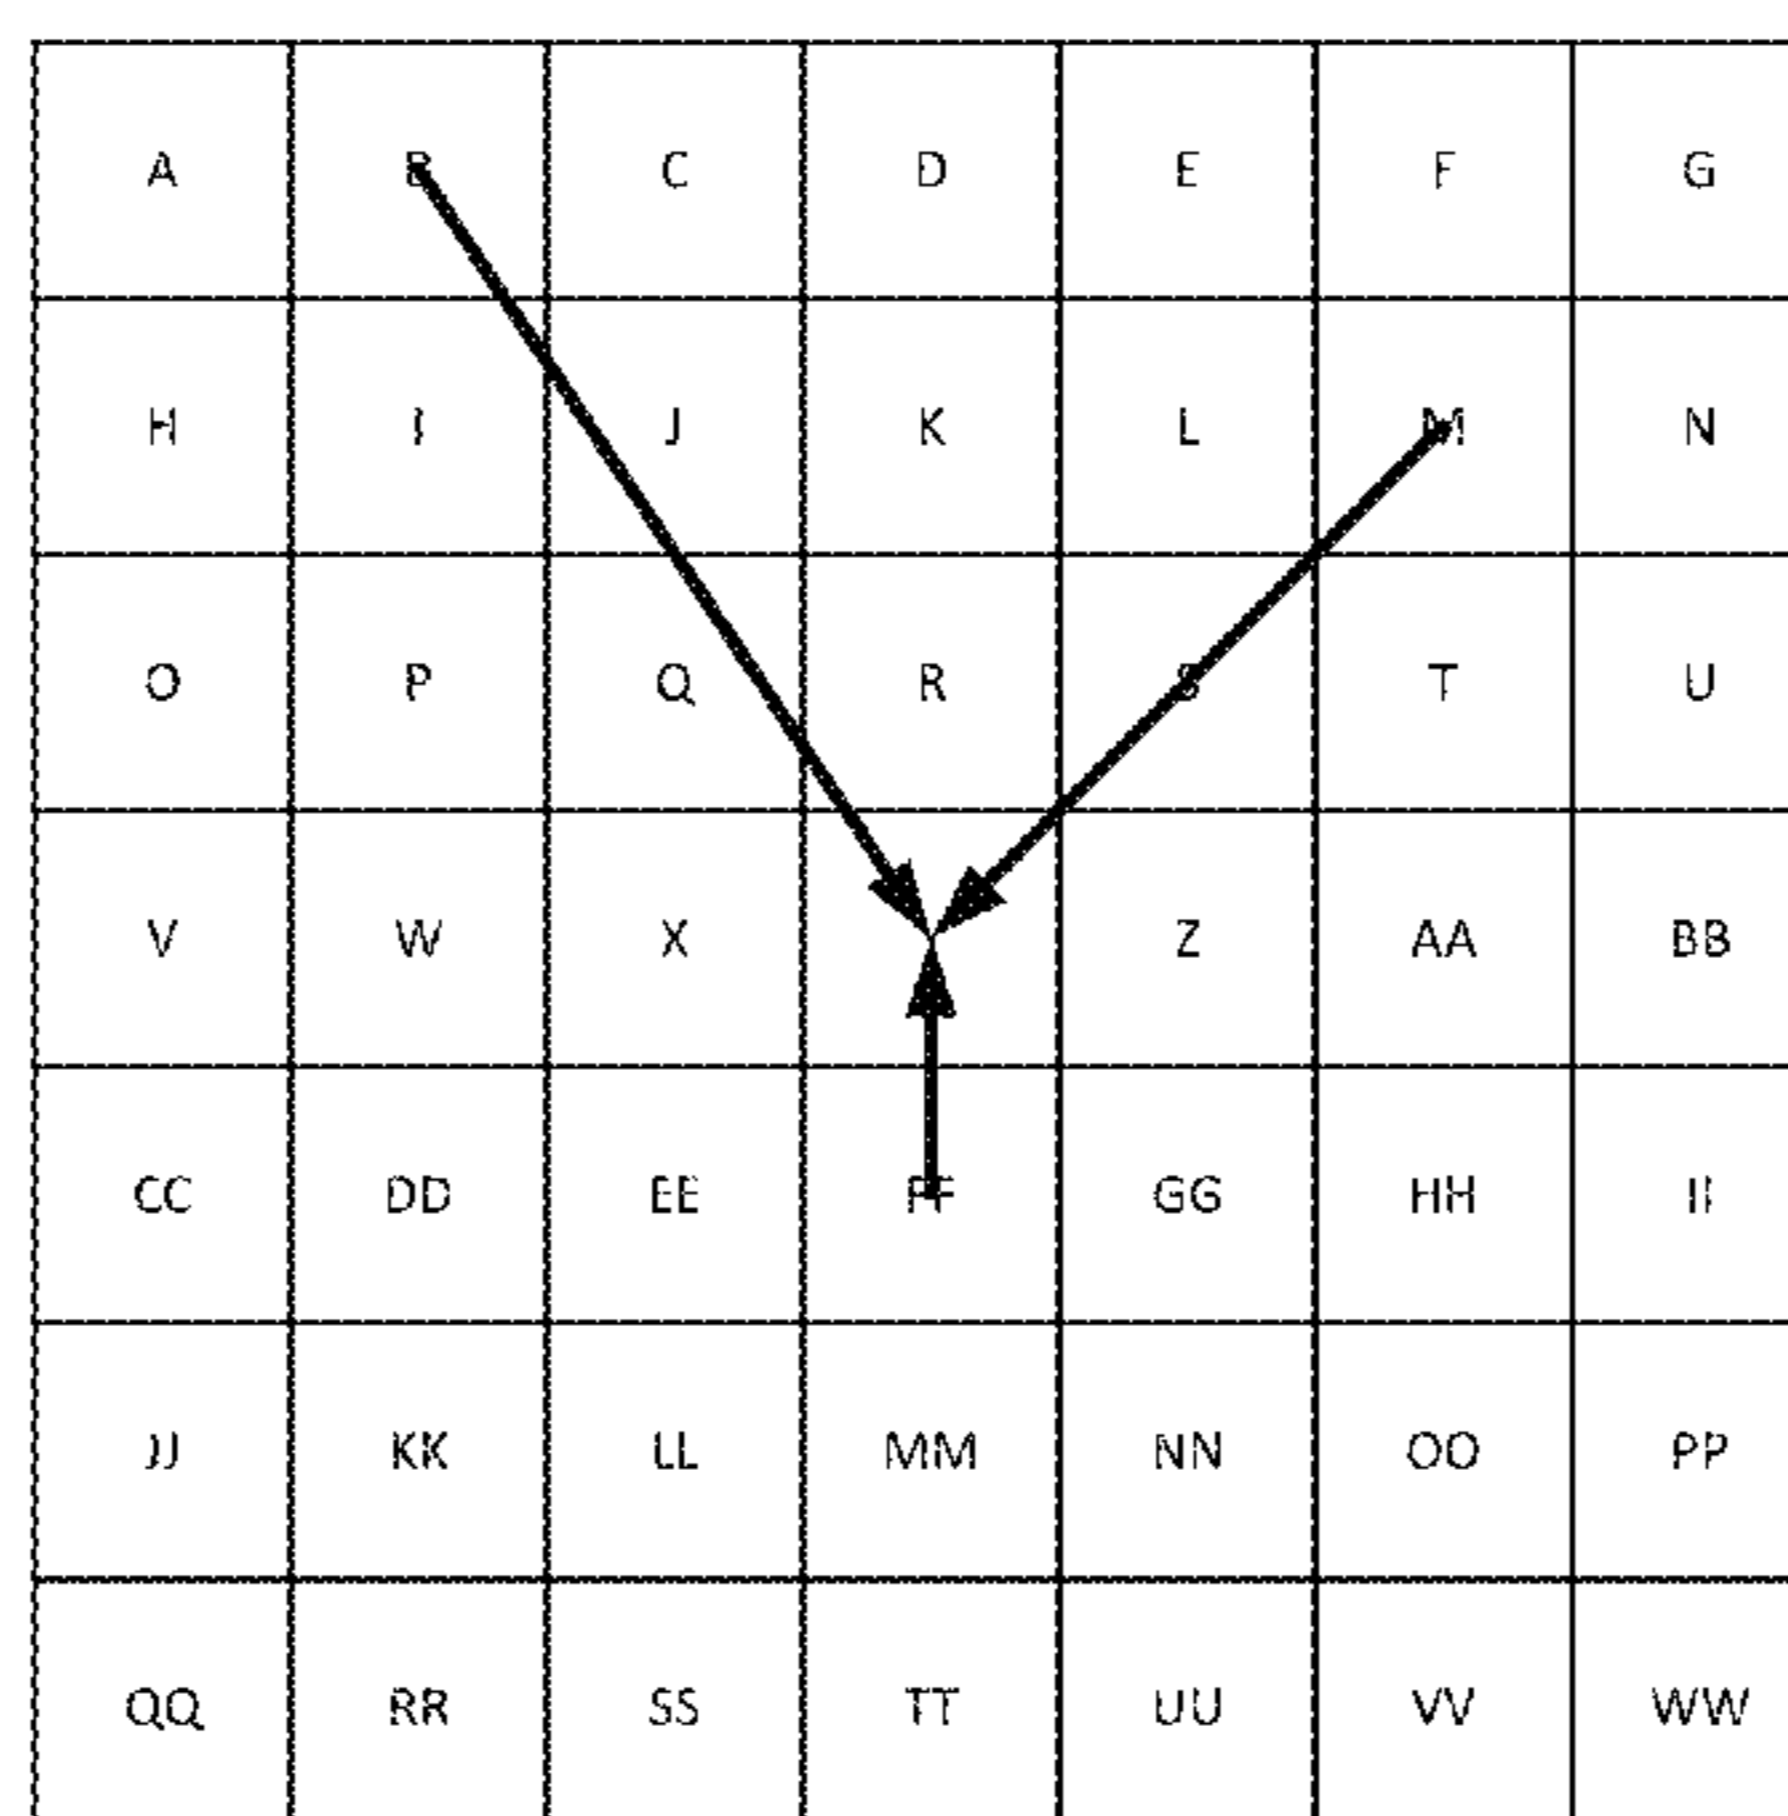 A B C D E F G
H I J K L M N
O P Q R S T U
V W X Z AA BB
CC DD EE FF GG HH II
JJ KK LL MM NN OO PP
QQ RR SS TT UU VV WW